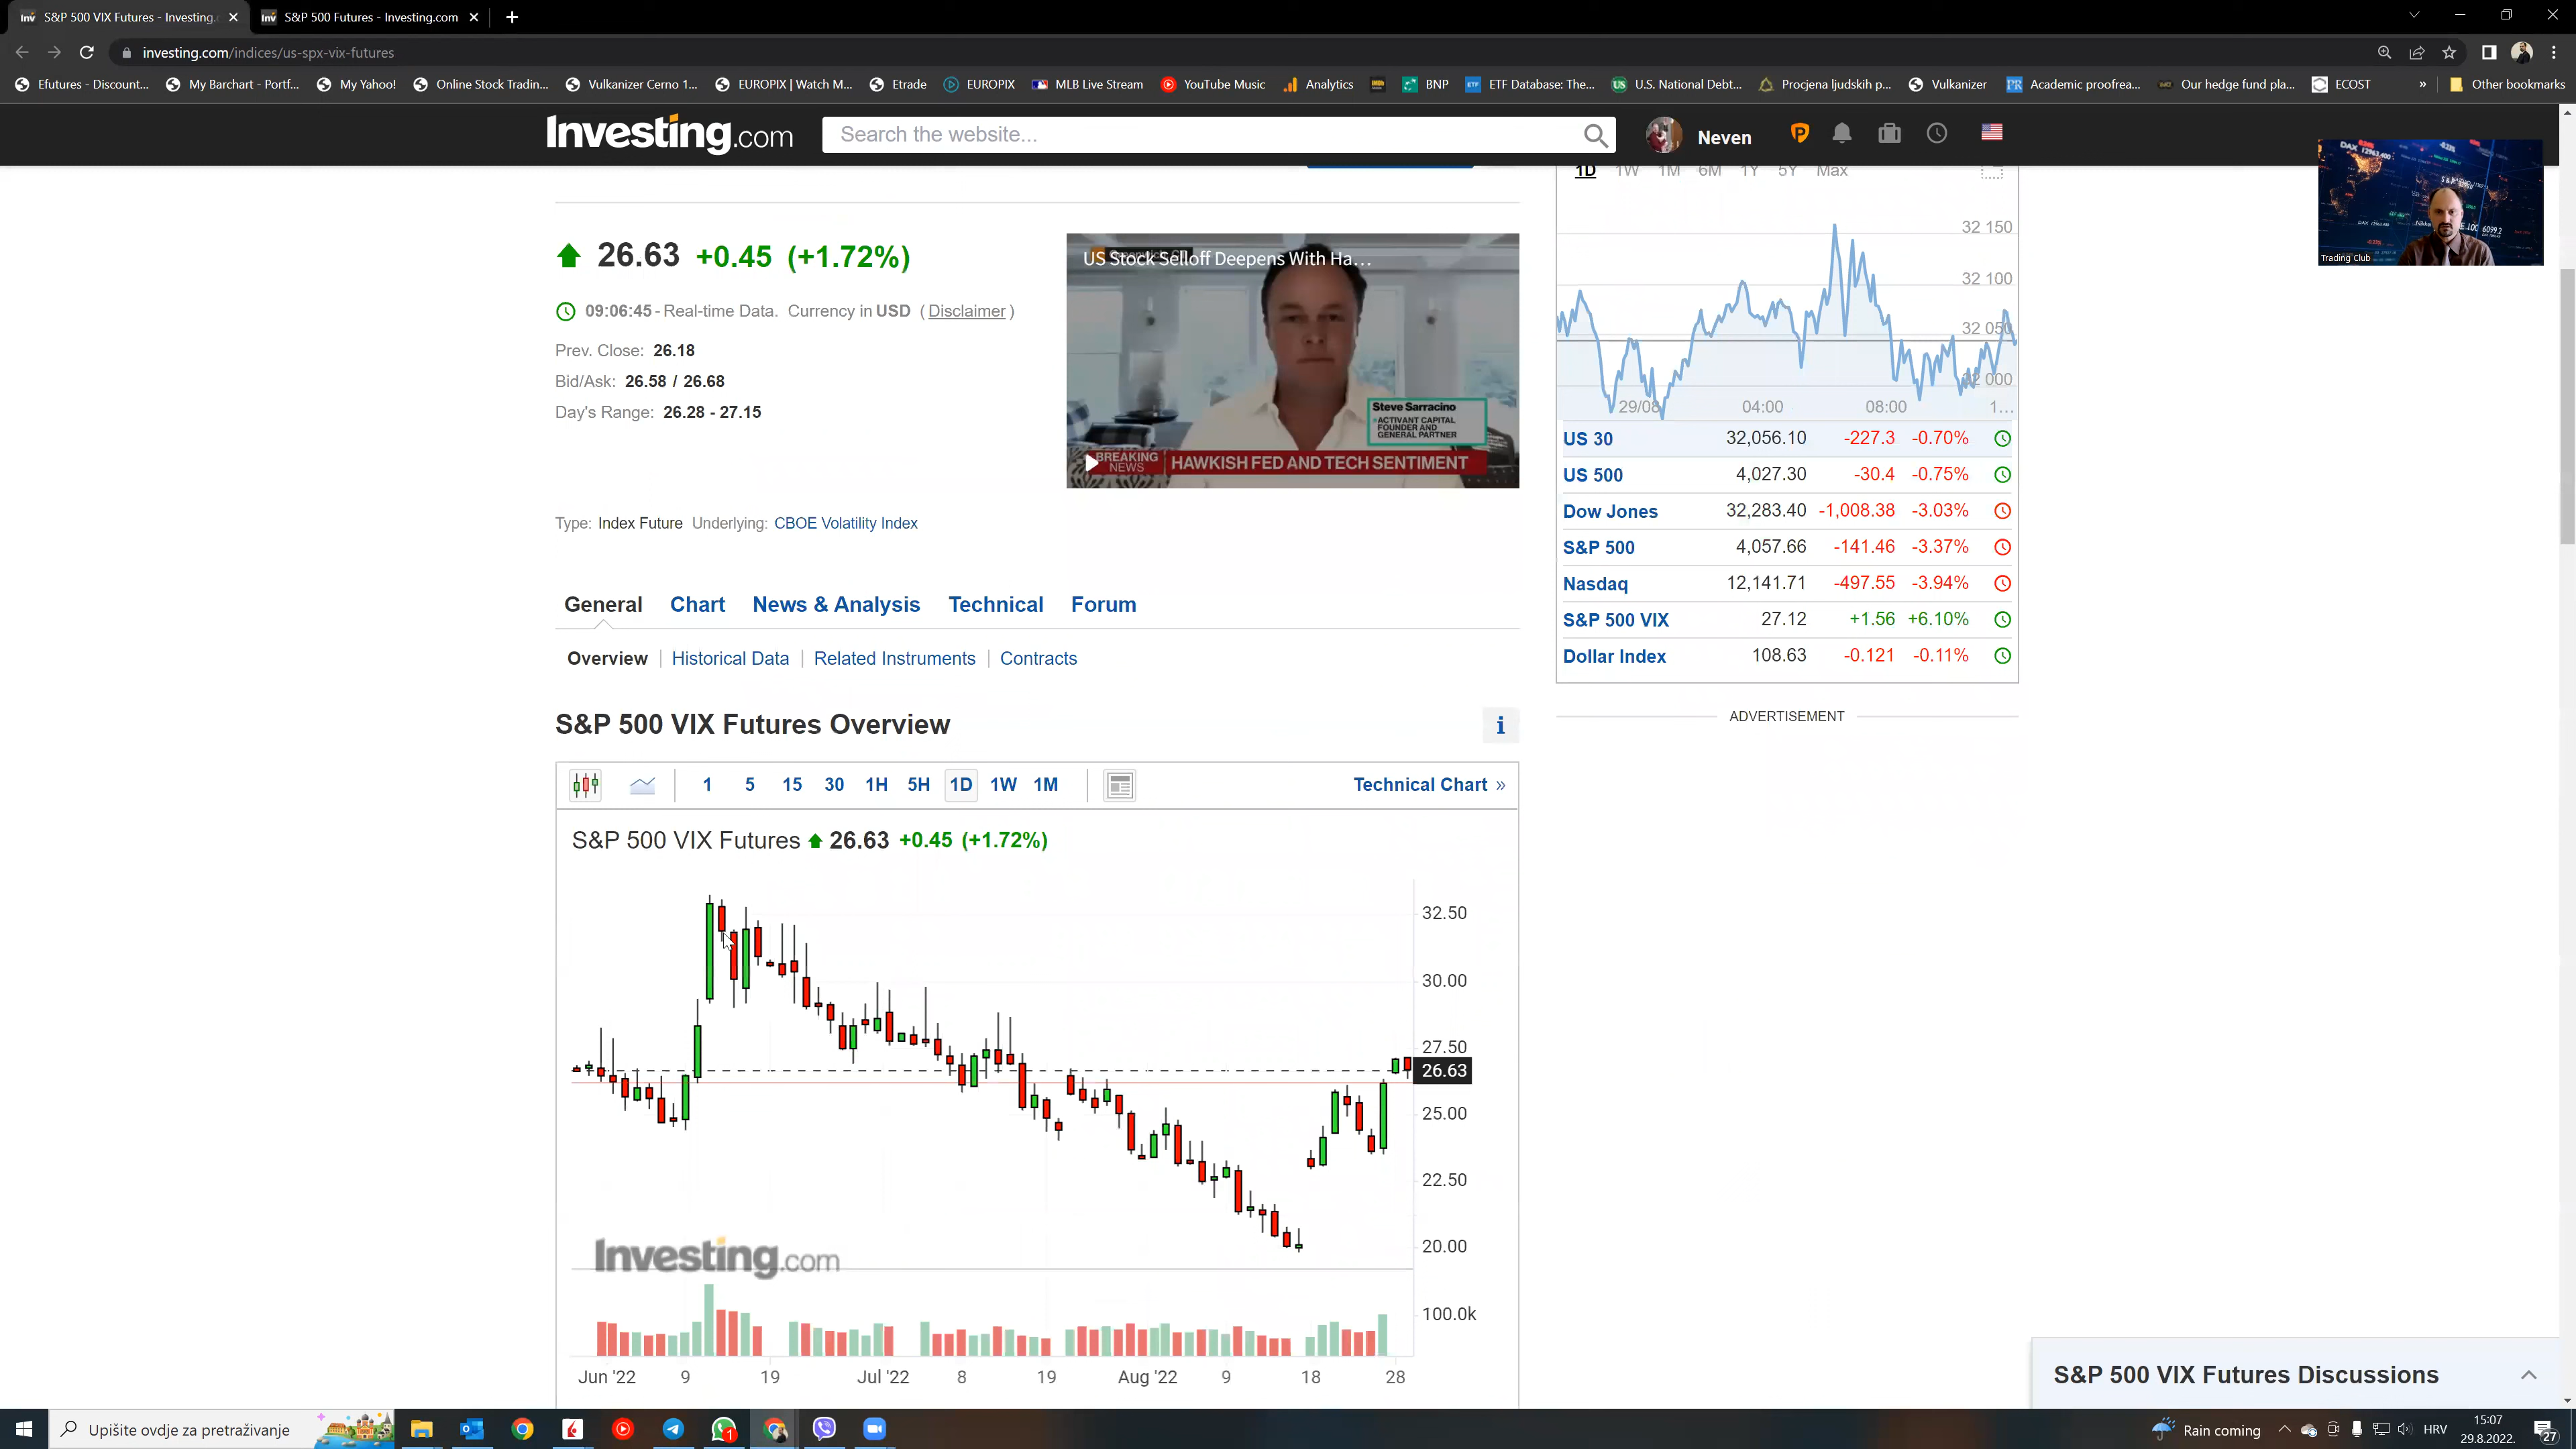 S&P 500 VIX Futures - Investing.
S&P 500 Futures - Investing.com
investing.com/indices/us-spx-vix-futures
Efutures - Discount... My Barchart - Portf... My Yahoo! Online Stock Tradin... Vulkanizer Cerno 1... EUROPIX | Watch M... Etrade EUROPIX MLB Live Stream YouTube Music Analytics BNP ETF Database: The... U.S. National Debt... Procjena ljudskih p... Vulkanizer Academic proofrea... Our hedge fund pla... ECOST » Other bookmarks
Investing.com
Search the website...
Neven
26.63 +0.45 (+1.72%)
09:06:45 - Real-time Data. Currency in USD ( Disclaimer )
Prev. Close: 26.18
Bid/Ask: 26.58 / 26.68
Day's Range: 26.28 - 27.15
US Stock Selloff Deepens With Ha...
Steve Sarracino
ACTIVANT CAPITAL
FOUNDER AND
GENERAL PARTNER
BREAKING
NEWS
HAWKISH FED AND TECH SENTIMENT
Type: Index Future Underlying: CBOE Volatility Index
General Chart News & Analysis Technical Forum
Overview | Historical Data | Related Instruments | Contracts
S&P 500 VIX Futures Overview
i
1 5 15 30 1H 5H 1D 1W 1M
Technical Chart »
S&P 500 VIX Futures 26.63 +0.45 (+1.72%)
32.50
30.00
27.50
26.63
25.00
22.50
20.00
Investing.com
100.0k
Jun '22 9 19 Jul '22 8 19 Aug '22 9 18 28
1D 1W 1M 6M 1Y 5Y Max
32 150
32 100
32 050
32 000
29/08 04:00 08:00 1...
US 30 32,056.10 -227.3 -0.70%
US 500 4,027.30 -30.4 -0.75%
Dow Jones 32,283.40 -1,008.38 -3.03%
S&P 500 4,057.66 -141.46 -3.37%
Nasdaq 12,141.71 -497.55 -3.94%
S&P 500 VIX 27.12 +1.56 +6.10%
Dollar Index 108.63 -0.121 -0.11%
ADVERTISEMENT
Trading Club
S&P 500 VIX Futures Discussions
Upišite ovdje za pretraživanje
1
Rain coming
HRV
15:07
29.8.2022.
27